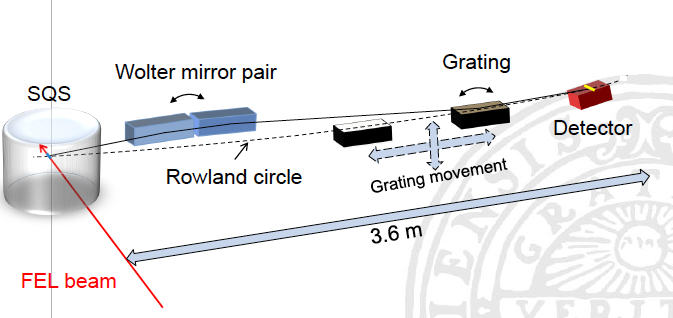 Grating
Wolter mirror pair
SQS
Detector
Rowland circle
Grating movement
3.6 m
FEL beam